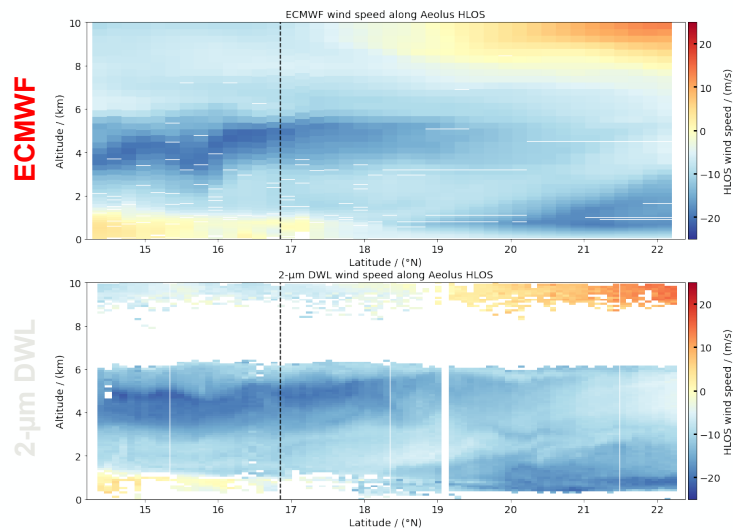 ECMWF wind speed along Aeolus HLOS
ECMWF
Altitude / (km)
10
8
6
4
2
0
15 16 17 18 19 20 21 22
Latitude / (°N)
20
10
0
−10
−20
HLOS wind speed / (m/s)
2-μm DWL wind speed along Aeolus HLOS
2-μm DWL
Altitude / (km)
10
8
6
4
2
0
15 16 17 18 19 20 21 22
Latitude / (°N)
20
10
0
−10
−20
HLOS wind speed / (m/s)